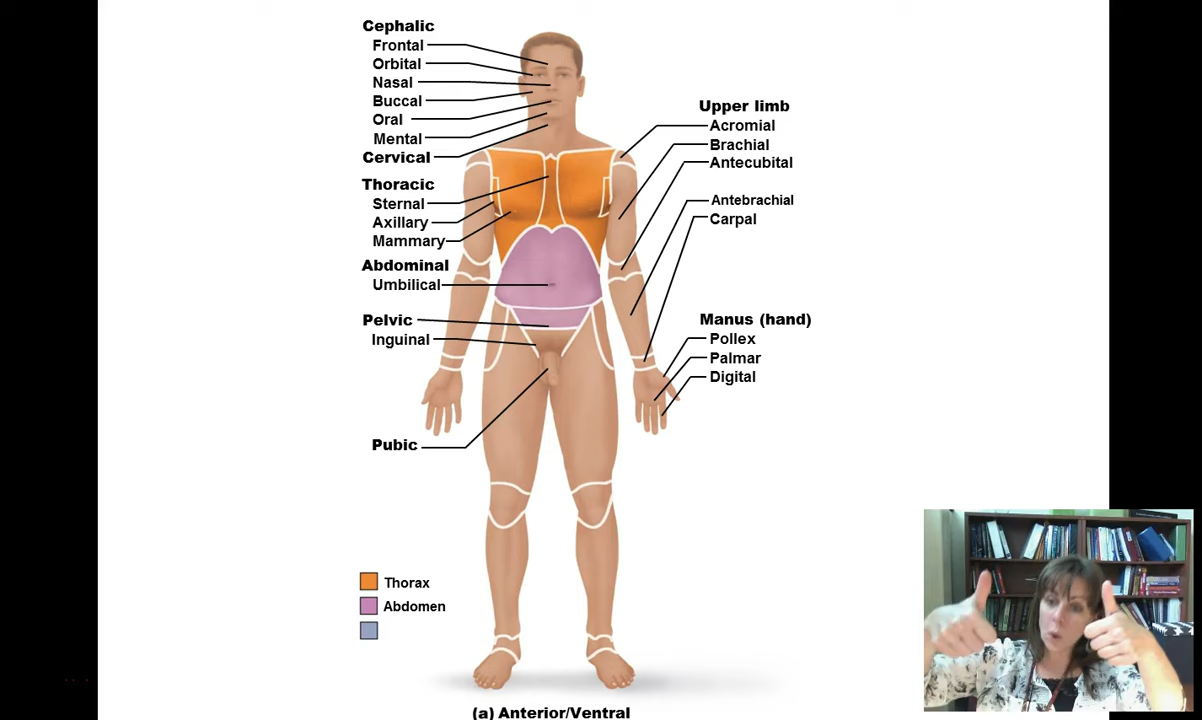 Cephalic
Frontal
Orbital
Nasal
Buccal
Oral
Mental
Cervical
Thoracic
Sternal
Axillary
Mammary
Abdominal
Umbilical
Pelvic
Inguinal
Pubic
Upper limb
Acromial
Brachial
Antecubital
Antebrachial
Carpal
Manus (hand)
Pollex
Palmar
Digital
Thorax
Abdomen
(a) Anterior/Ventral